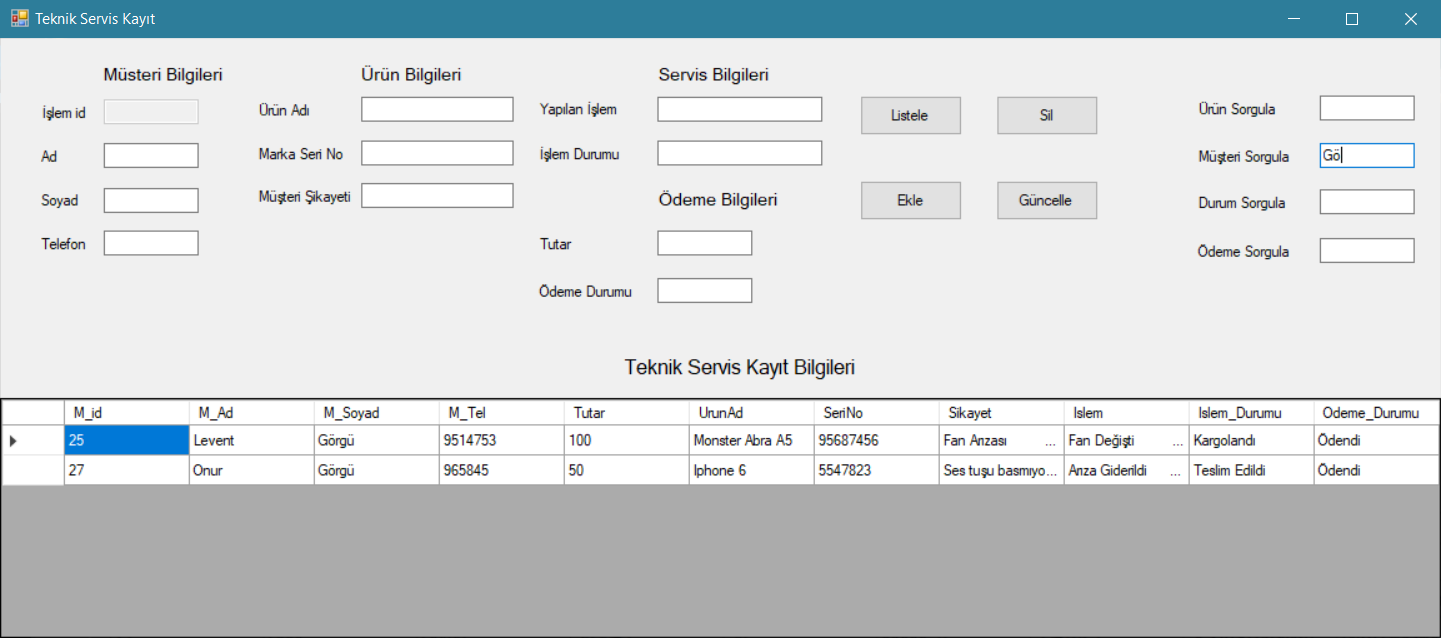 Teknik Servis Kayıt
Müsteri Bilgileri
İşlem id
Ad
Soyad
Telefon
Ürün Bilgileri
Ürün Adı
Marka Seri No
Müşteri Şikayeti
Servis Bilgileri
Yapılan İşlem
İşlem Durumu
Ödeme Bilgileri
Tutar
Ödeme Durumu
Listele Sil
Ekle Güncelle
Ürün Sorgula
Müşteri Sorgula Gö
Durum Sorgula
Ödeme Sorgula
Teknik Servis Kayıt Bilgileri
M_id M_Ad M_Soyad M_Tel Tutar UrunAd SeriNo Sikayet Islem Islem_Durumu Odeme_Durumu
25 Levent Görgü 9514753 100 Monster Abra A5 95687456 Fan Arızası ... Fan Değişti ... Kargolandı Ödendi
27 Onur Görgü 965845 50 Iphone 6 5547823 Ses tuşu basmıyo... Arıza Giderildi ... Teslim Edildi Ödendi